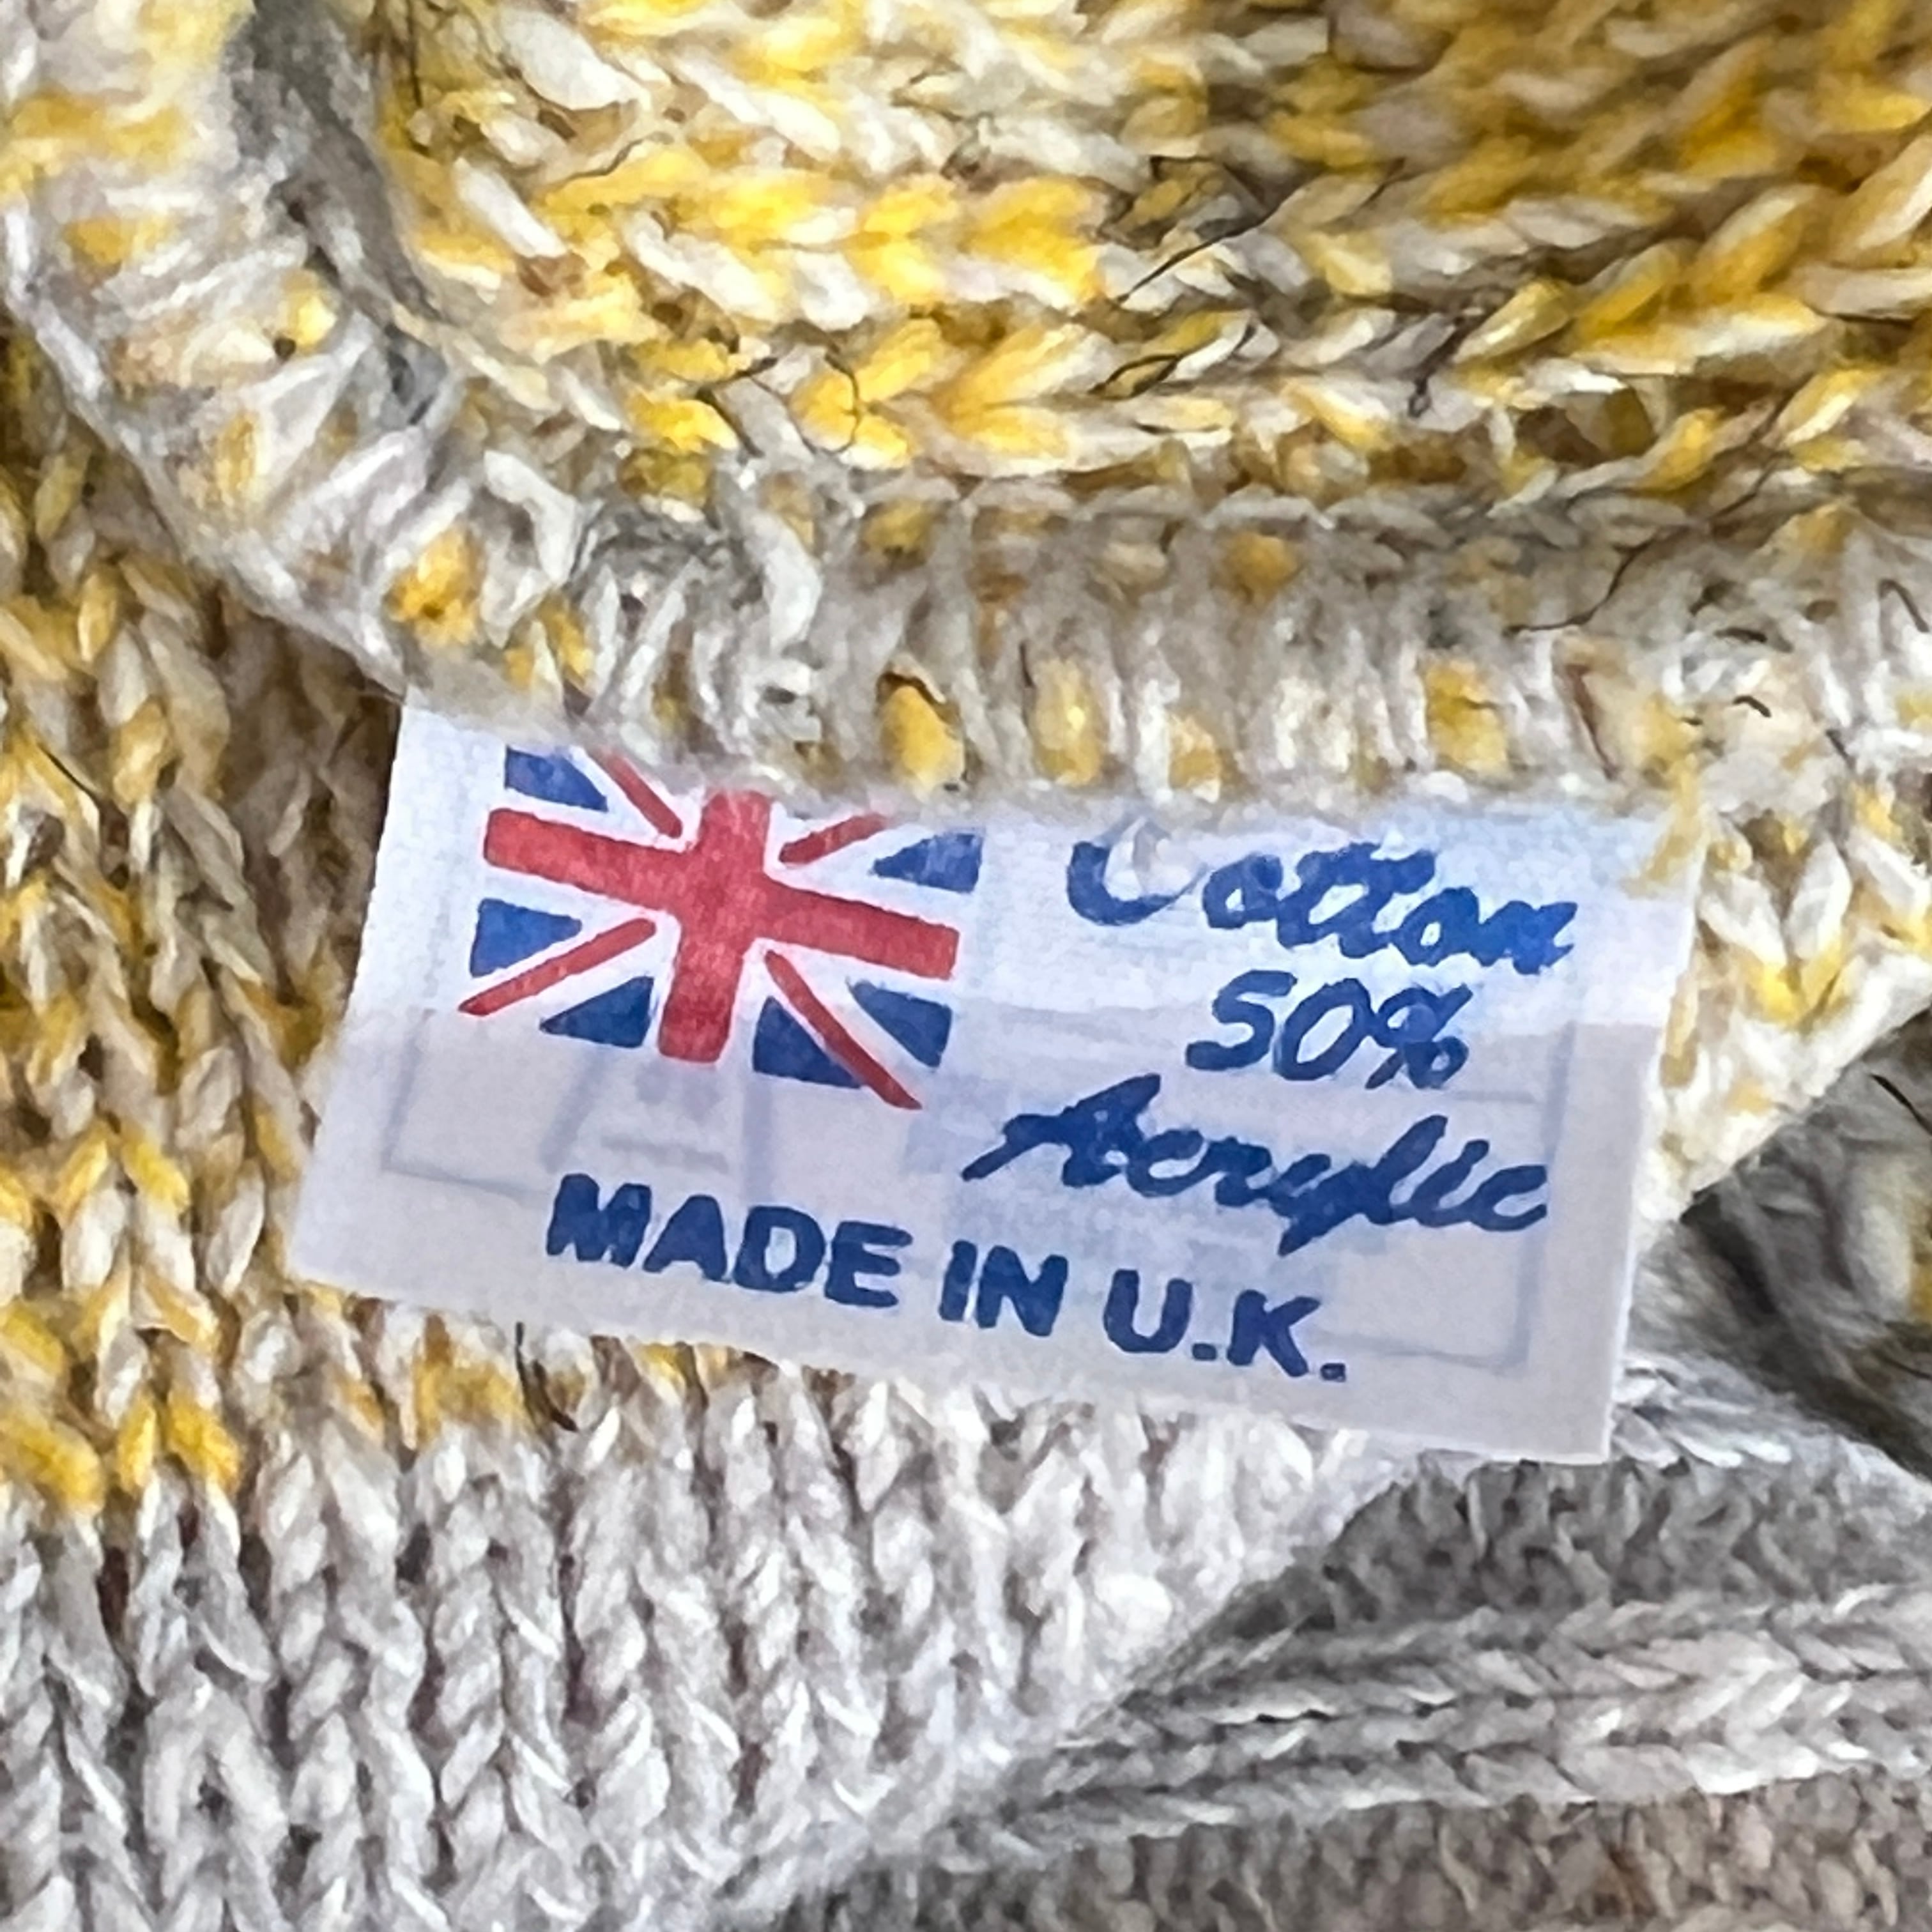 Cotton
50%
Acrylic
MADE IN U.K.